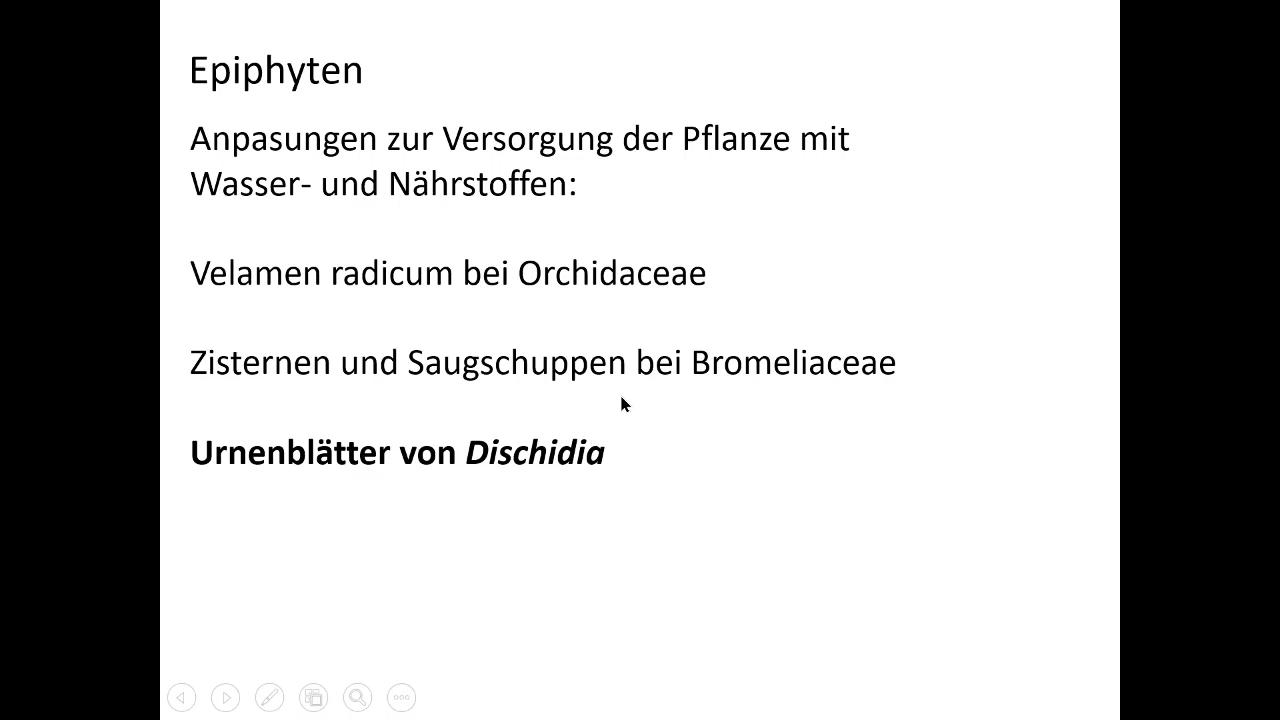 Epiphyten
Anpasungen zur Versorgung der Pflanze mit
Wasser- und Nährstoffen:
Velamen radicum bei Orchidaceae
Zisternen und Saugschuppen bei Bromeliaceae
Urnenblätter von Dischidia